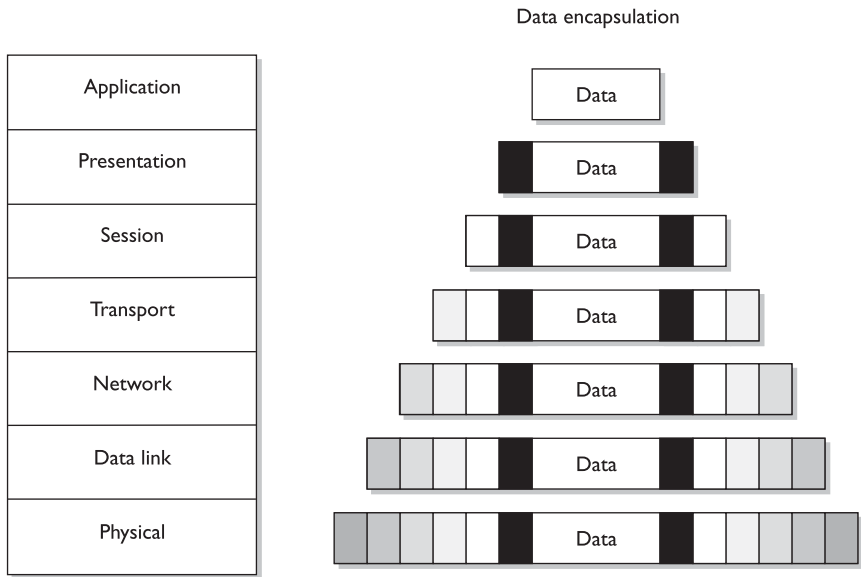 Data encapsulation
Application
Data
Presentation
Data
Session
Data
Transport
Data
Network
Data
Data link
Data
Physical
Data